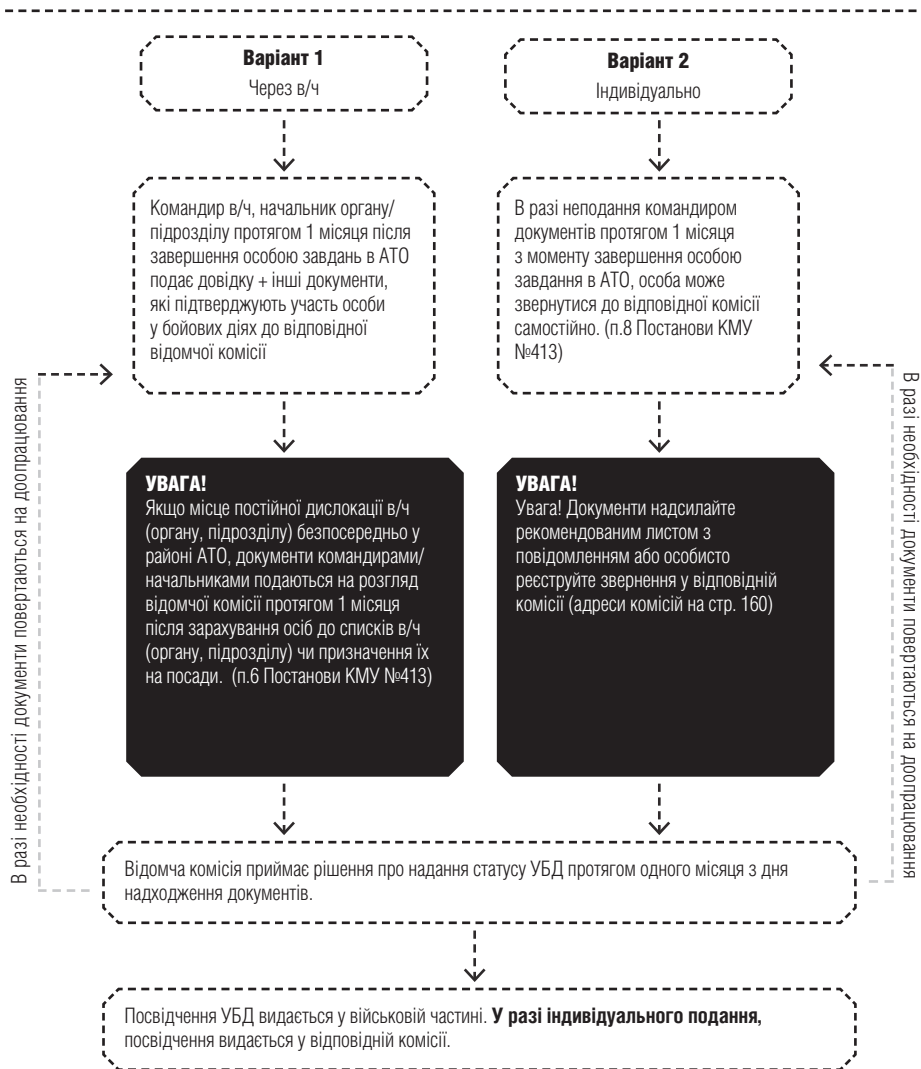 Варіант 1
Через в/ч
Варіант 2
Індивідуально
Командир в/ч, начальник органу/
підрозділу протягом 1 місяця після
завершення особою завдань в АТО
подає довідку + інші документи,
які підтверджують участь особи
у бойових діях до відповідної
відомчої комісії
В разі неподання командиром
документів протягом 1 місяця
з моменту завершення особою
завдання в АТО, особа може
звернутися до відповідної комісії
самостійно. (п.8 Постанови КМУ
№413)
УВАГА!
Якщо місце постійної дислокації в/ч
(органу, підрозділу) безпосередньо у
районі АТО, документи командирами/
начальниками подаються на розгляд
відомчої комісії протягом 1 місяця
після зарахування осіб до списків в/ч
(органу, підрозділу) чи призначення їх
на посади. (п.6 Постанови КМУ №413)
УВАГА!
Увага! Документи надсилайте
рекомендованим листом з
повідомленням або особисто
реєструйте звернення у відповідній
комісії (адреси комісій на стр. 160)
В разі необхідності документи повертаються на доопрацювання
В разі необхідності документи повертаються на доопрацювання
Відомча комісія приймає рішення про надання статусу УБД протягом одного місяця з дня
надходження документів.
Посвідчення УБД видається у військовій частині. У разі індивідуального подання,
посвідчення видається у відповідній комісії.